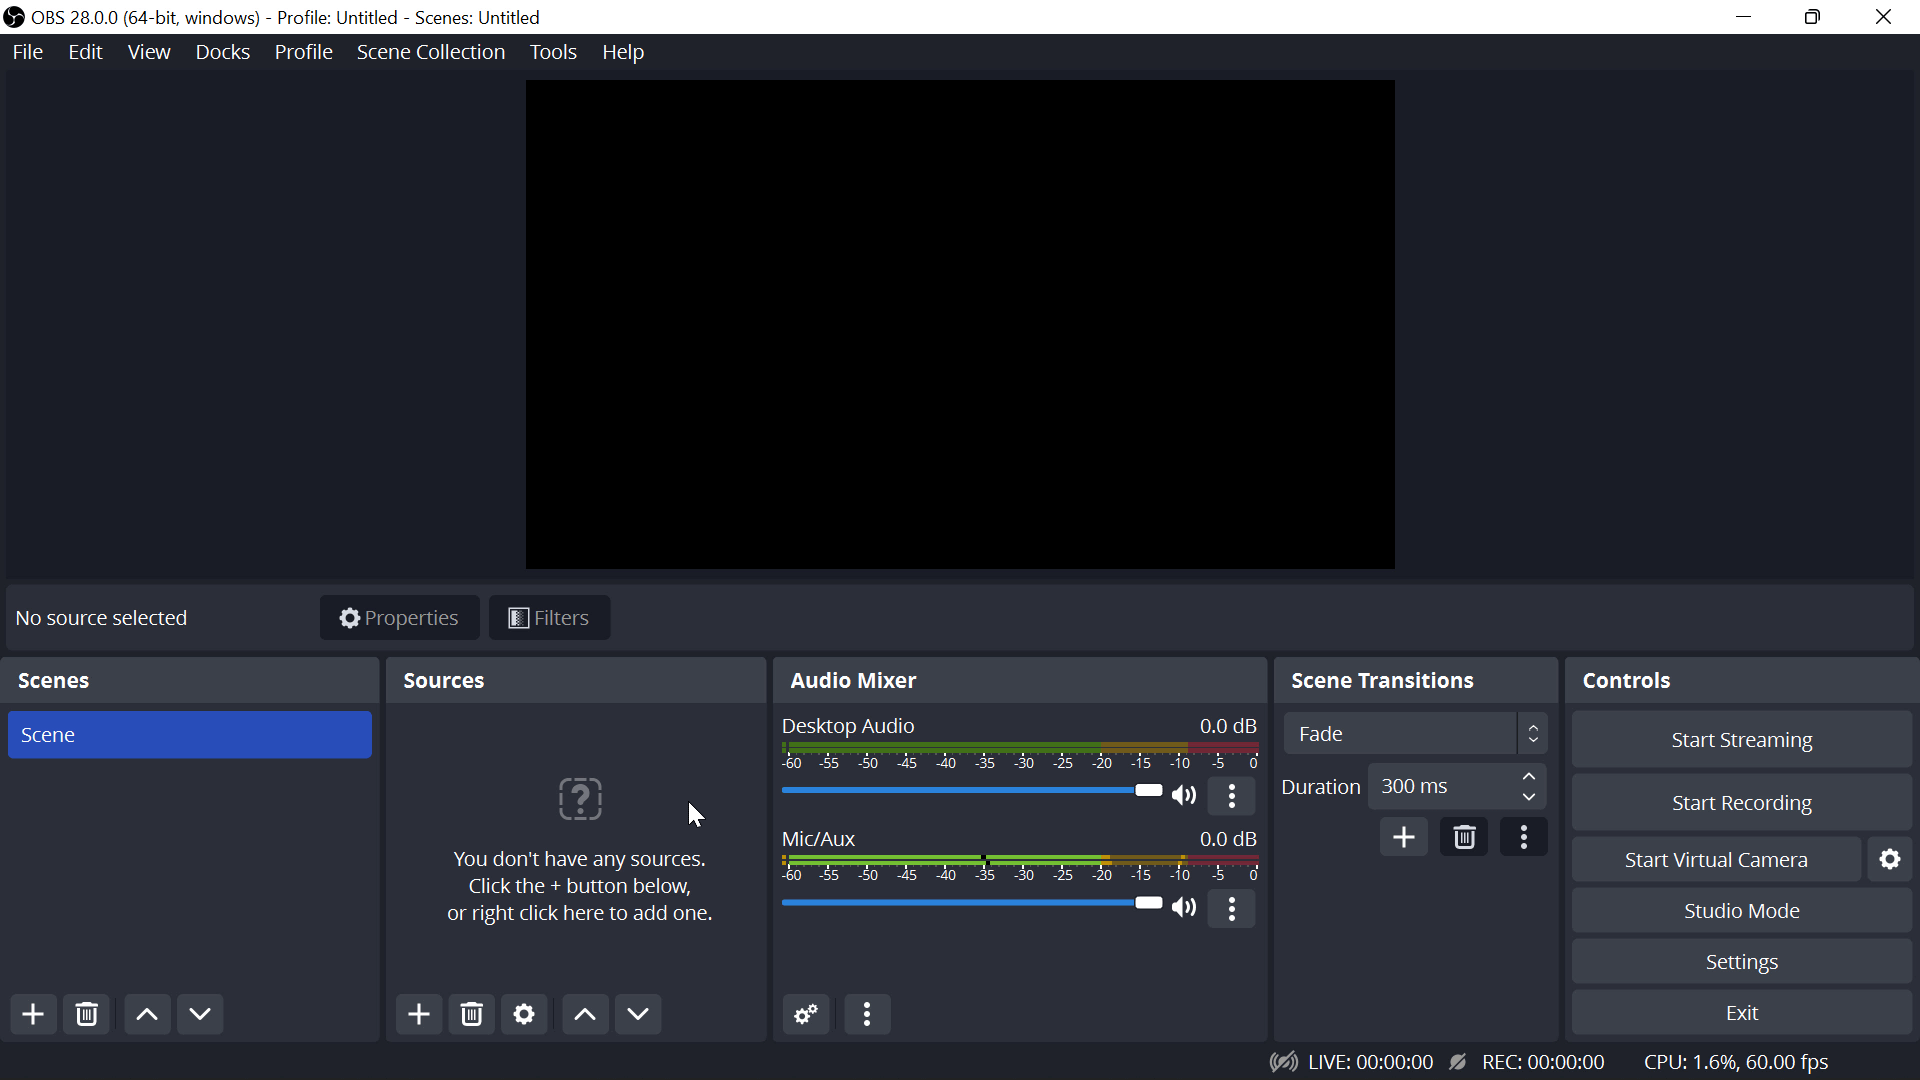 OBS 28.0.0 (64-bit, windows) - Profile: Untitled - Scenes: Untitled
File Edit View Docks Profile Scene Collection Tools Help
No source selected Properties Filters
Scenes
Scene
Sources
You don't have any sources.
Click the + button below,
or right click here to add one.
Audio Mixer
Desktop Audio 0.0 dB
-60 -55 -50 -45 -40 -35 -30 -25 -20 -15 -10 -5 0
Mic/Aux 0.0 dB
-60 -55 -50 -45 -40 -35 -30 -25 -20 -15 -10 -5 0
Scene Transitions
Fade
Duration 300 ms
Controls
Start Streaming
Start Recording
Start Virtual Camera
Studio Mode
Settings
Exit
LIVE: 00:00:00 REC: 00:00:00 CPU: 1.6%, 60.00 fps